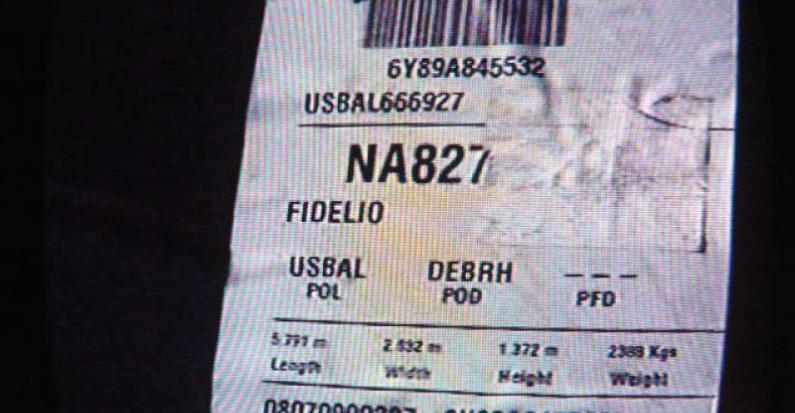 6Y89A845532
USBAL666927
NA827
FIDELIO
USBAL DEBRH – – –
POL POD PFD
5.791 m 2.032 m 1.372 m 2388 Kgs
Length Width Height Weight